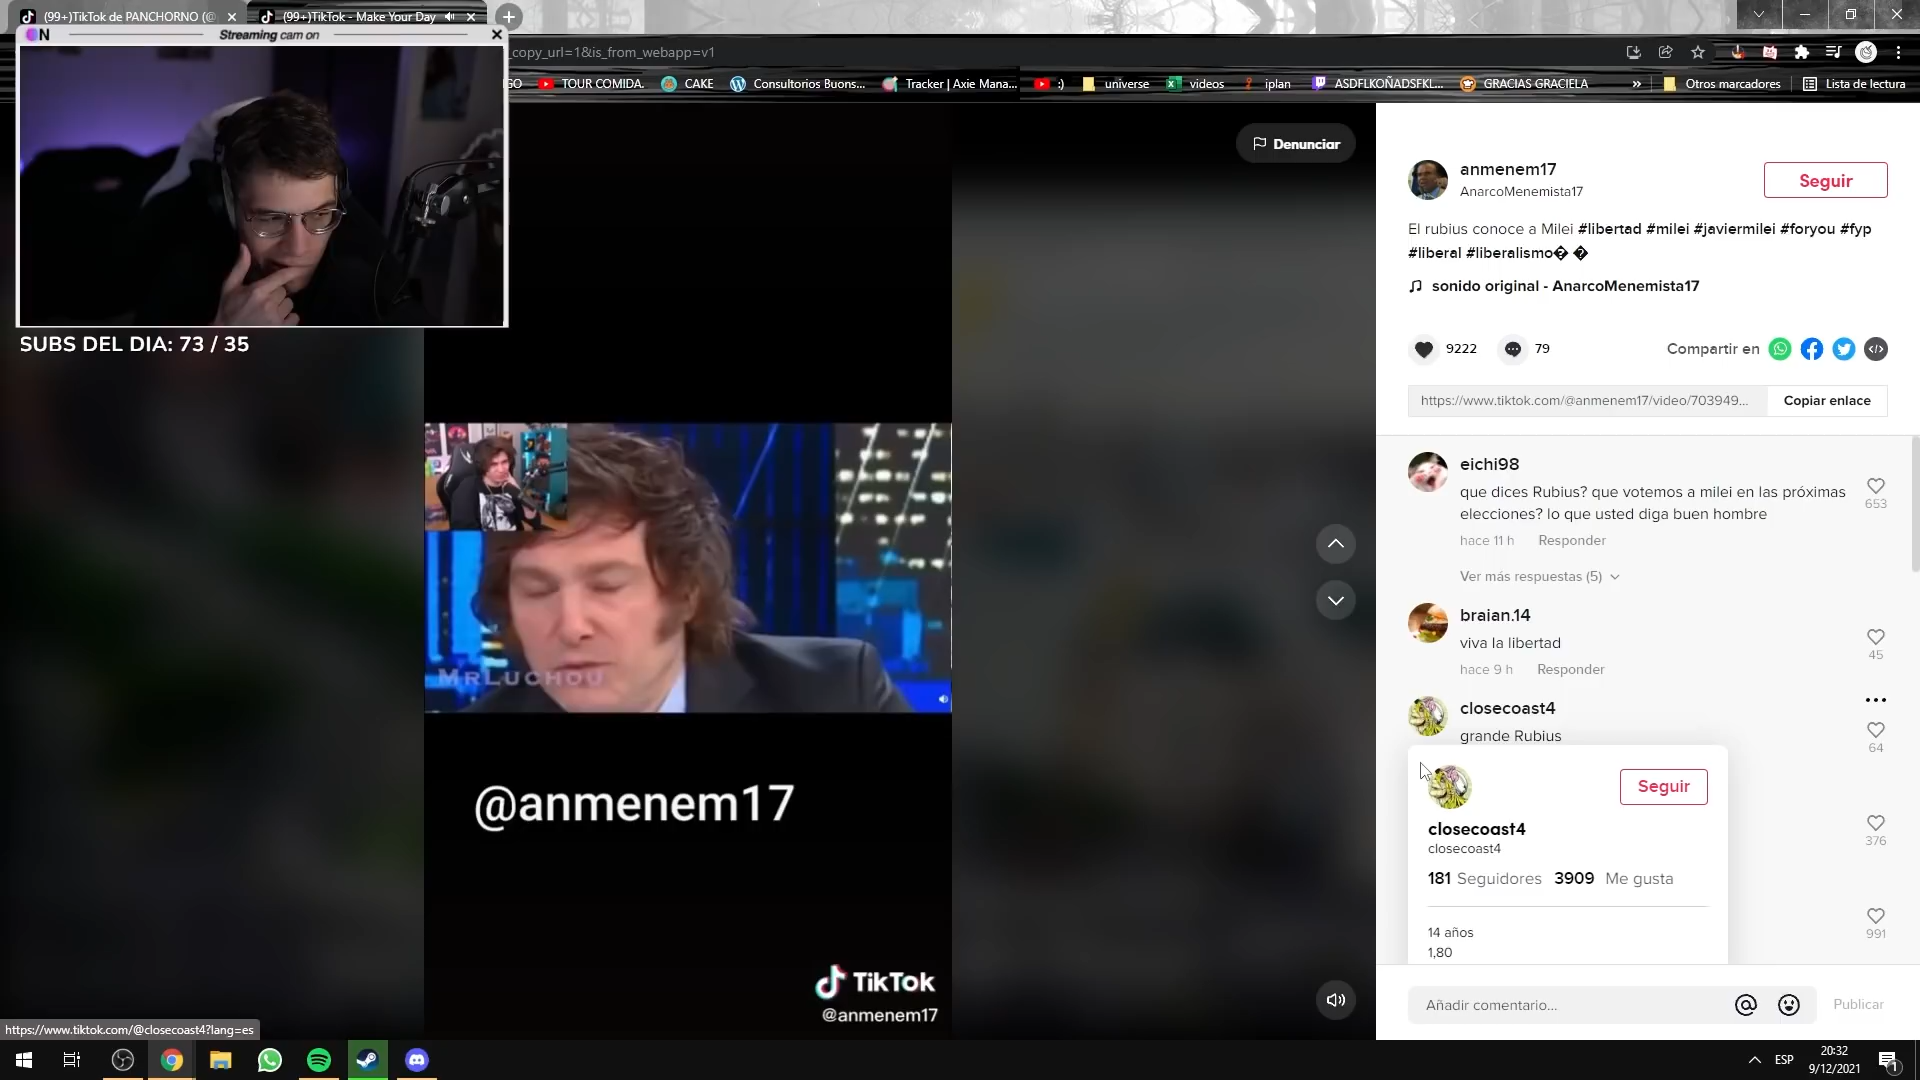 (99+)TikTok de PANCHORNO (@
(99+)TikTok - Make Your Day
ON
Streaming cam on
_copy_url=1&is_from_webapp=v1
GO
TOUR COMIDA.
CAKE
Consultorios Buons...
Tracker | Axie Mana...
:)
universe
videos
iplan
ASDFLKOÑADSFKL...
GRACIAS GRACIELA
»
Otros marcadores
Lista de lectura
SUBS DEL DIA: 73 / 35
Denunciar
MRLUCHOU
@anmenem17
TikTok
@anmenem17
anmenem17
AnarcoMenemista17
Seguir
El rubius conoce a Milei #libertad #milei #javiermilei #foryou #fyp
#liberal #liberalismo� �
sonido original - AnarcoMenemista17
9222
79
Compartir en
https://www.tiktok.com/@anmenem17/video/703949...
Copiar enlace
eichi98
que dices Rubius? que votemos a milei en las próximas
elecciones? lo que usted diga buen hombre
653
hace 11 h
Responder
Ver más respuestas (5)
braian.14
viva la libertad
45
hace 9 h
Responder
closecoast4
grande Rubius
64
Seguir
closecoast4
closecoast4
376
181 Seguidores 3909 Me gusta
14 años
1,80
991
Añadir comentario...
Publicar
https://www.tiktok.com/@closecoast4?lang=es
ESP
20:32
9/12/2021
1